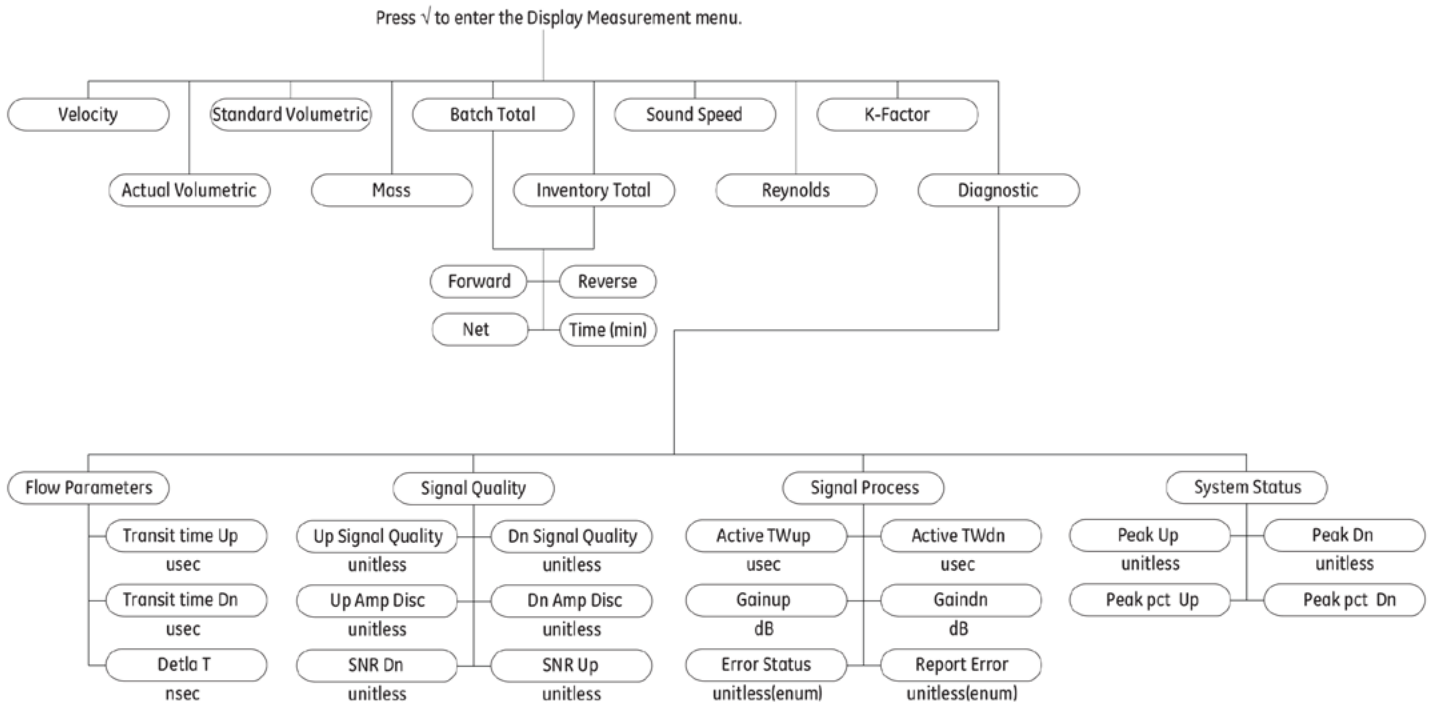 Press √ to enter the Display Measurement menu.
Velocity
Standard Volumetric
Batch Total
Sound Speed
K-Factor
Actual Volumetric
Mass
Inventory Total
Reynolds
Diagnostic
Forward
Reverse
Net
Time (min)
Flow Parameters
Signal Quality
Signal Process
System Status
Transit time Up
usec
Transit time Dn
usec
Detla T
nsec
Up Signal Quality
unitless
Dn Signal Quality
unitless
Up Amp Disc
unitless
Dn Amp Disc
unitless
SNR Dn
unitless
SNR Up
unitless
Active TWup
usec
Active TWdn
usec
Gainup
dB
Gaindn
dB
Error Status
unitless(enum)
Report Error
unitless(enum)
Peak Up
unitless
Peak Dn
unitless
Peak pct Up
Peak pct Dn